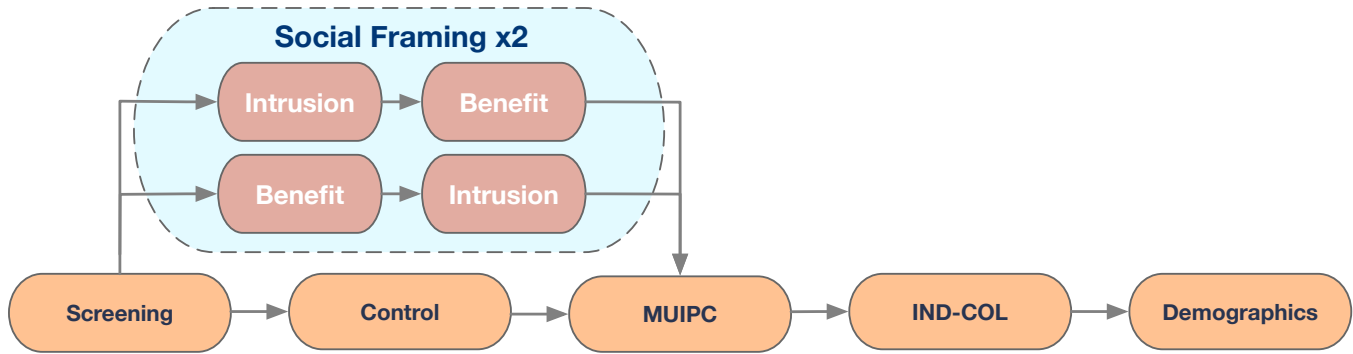 Social Framing x2
Intrusion
Benefit
Benefit
Intrusion
Screening
Control
MUIPC
IND-COL
Demographics